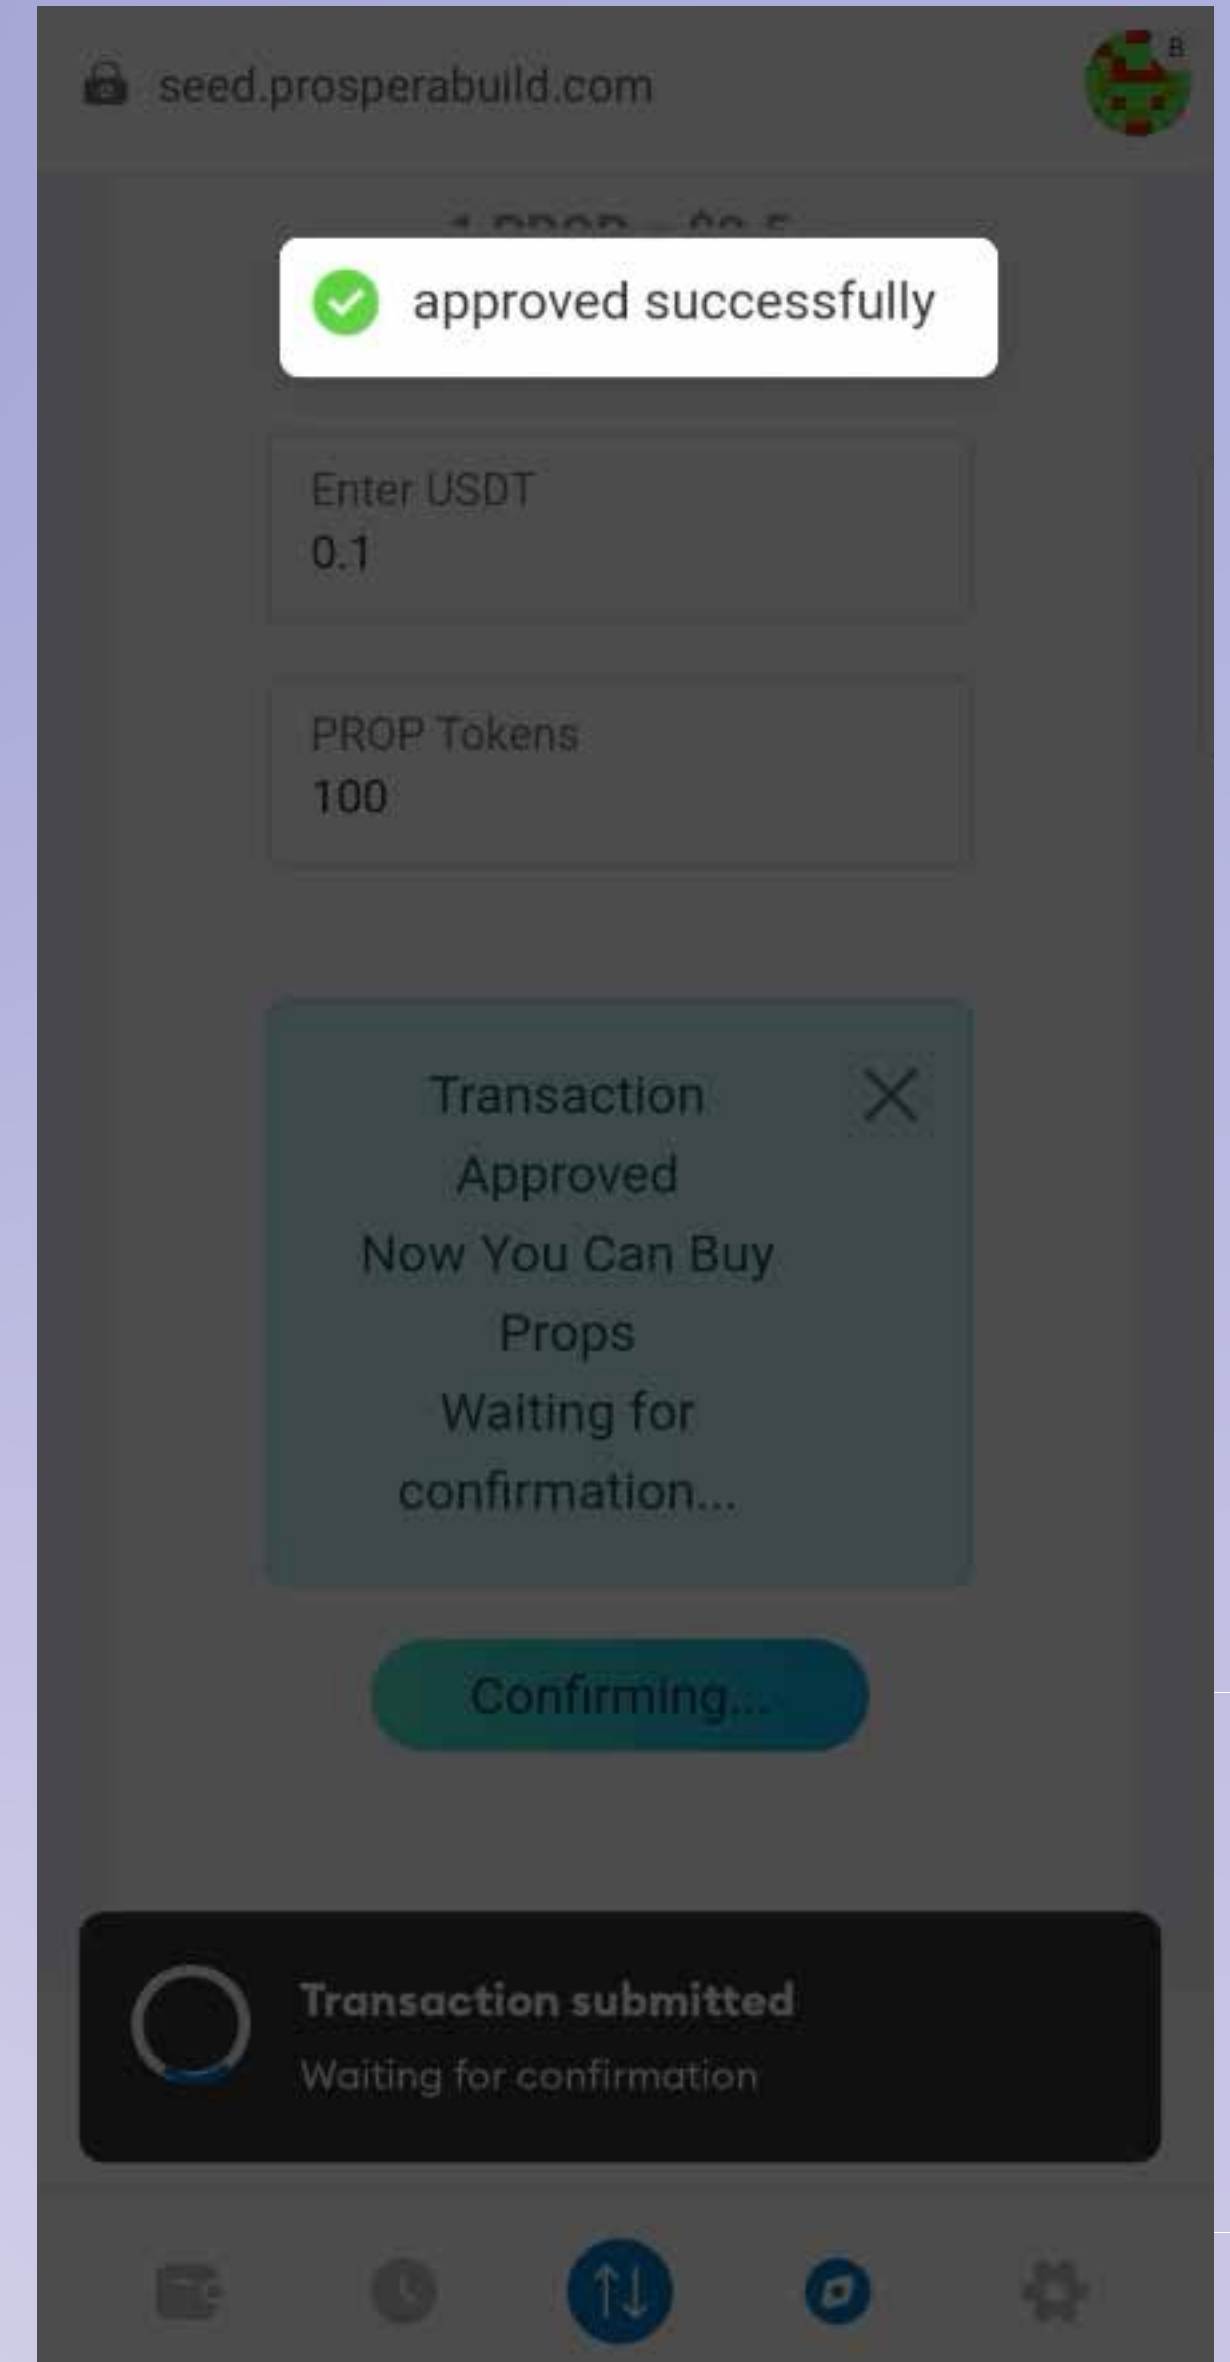 seed.prosperabuild.com
B
approved successfully
Enter USDT
0.1
PROP Tokens
100
Transaction
Approved
Now You Can Buy
Props
Waiting for
confirmation...
Confirming...
Transaction submitted
Waiting for confirmation